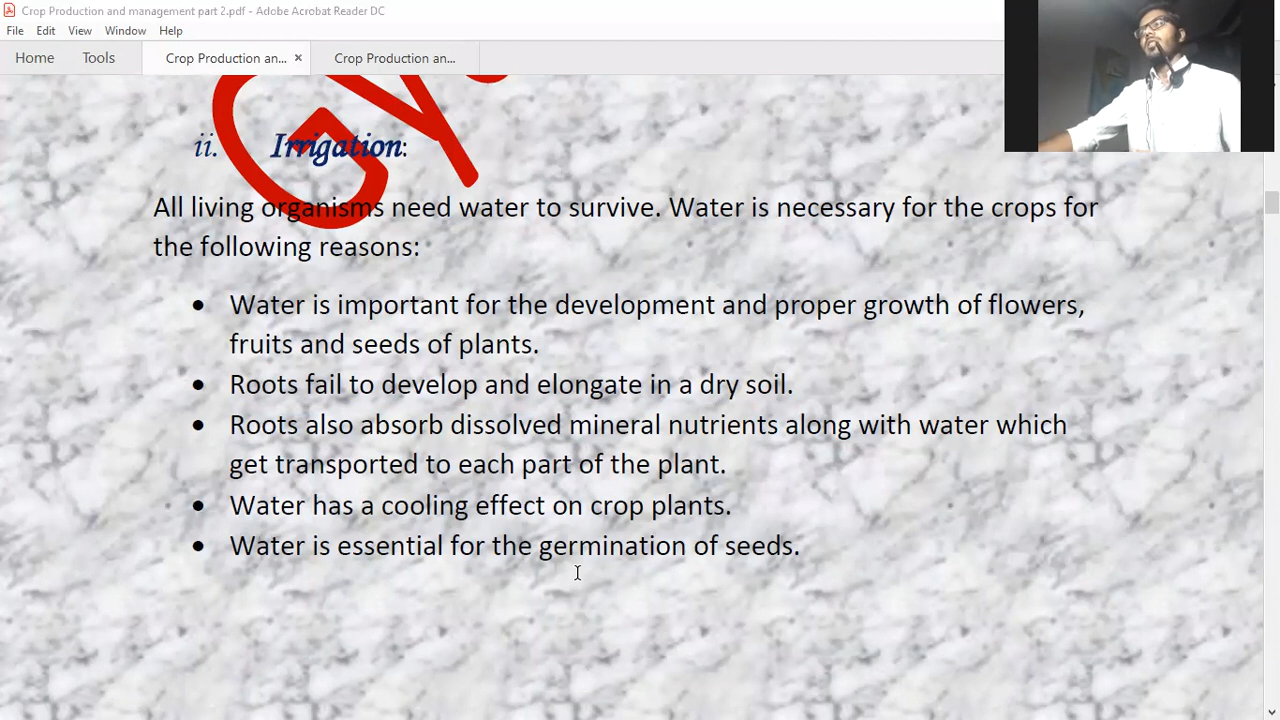 Crop Production and management part 2.pdf - Adobe Acrobat Reader DC
File Edit View Window Help
Home Tools Crop Production an... × Crop Production an...
ii. Irrigation:
All living organisms need water to survive. Water is necessary for the crops for
the following reasons:
• Water is important for the development and proper growth of flowers,
fruits and seeds of plants.
• Roots fail to develop and elongate in a dry soil.
• Roots also absorb dissolved mineral nutrients along with water which
get transported to each part of the plant.
• Water has a cooling effect on crop plants.
• Water is essential for the germination of seeds.